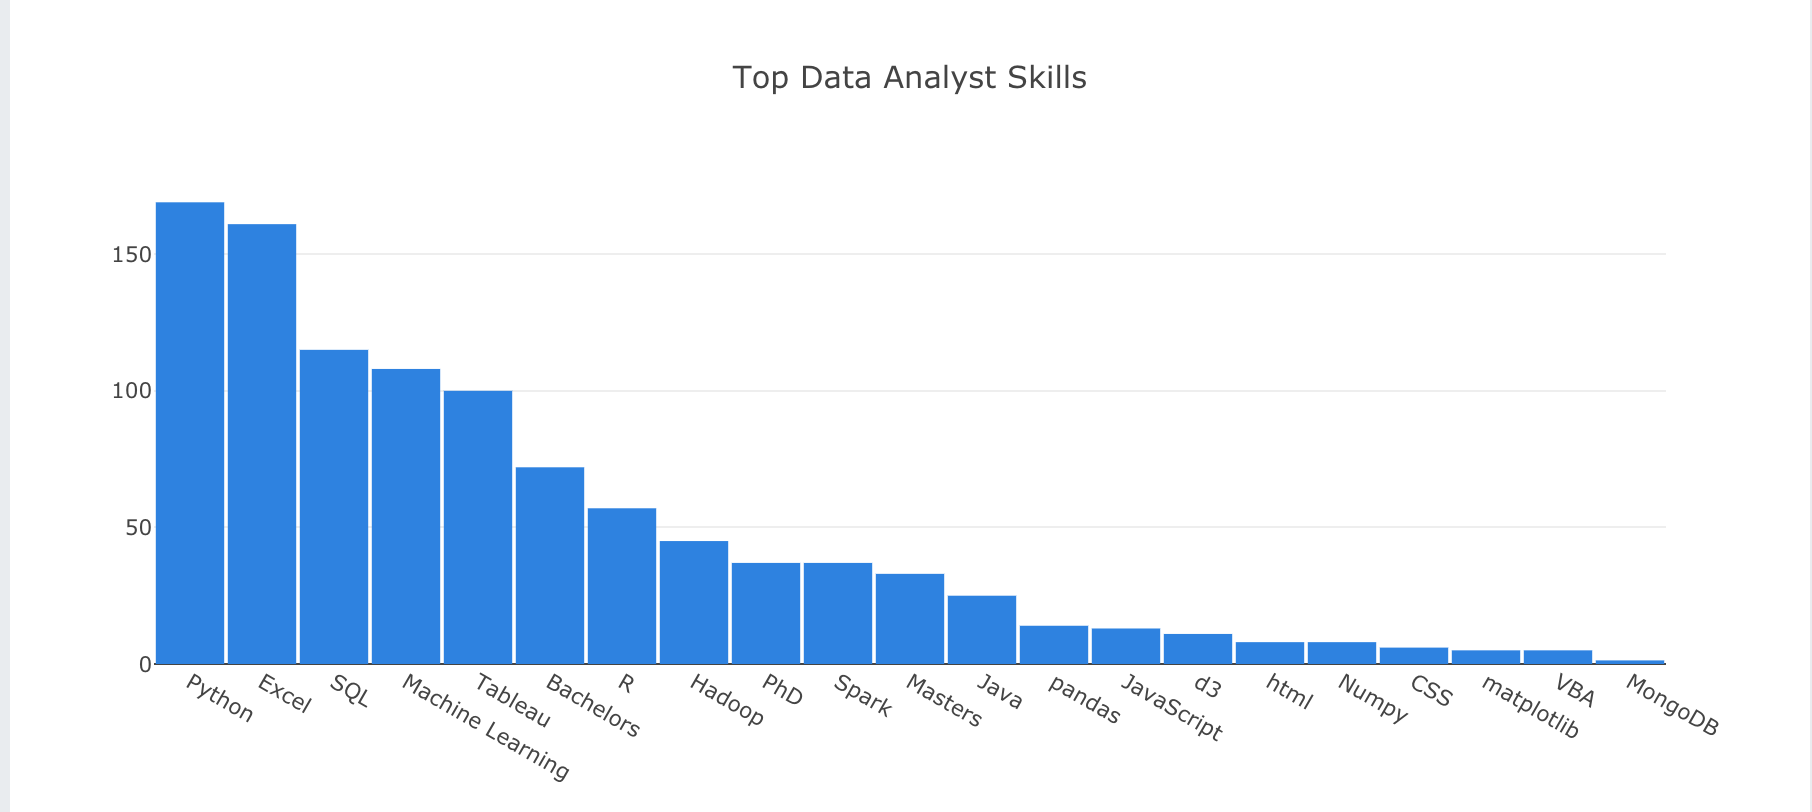 Top Data Analyst Skills
150
100
50
0
Python
Excel
SQL
Machine Learning
Tableau
Bachelors
R
Hadoop
PhD
Spark
Masters
Java
pandas
JavaScript
d3
html
Numpy
CSS
matplotlib
VBA
MongoDB